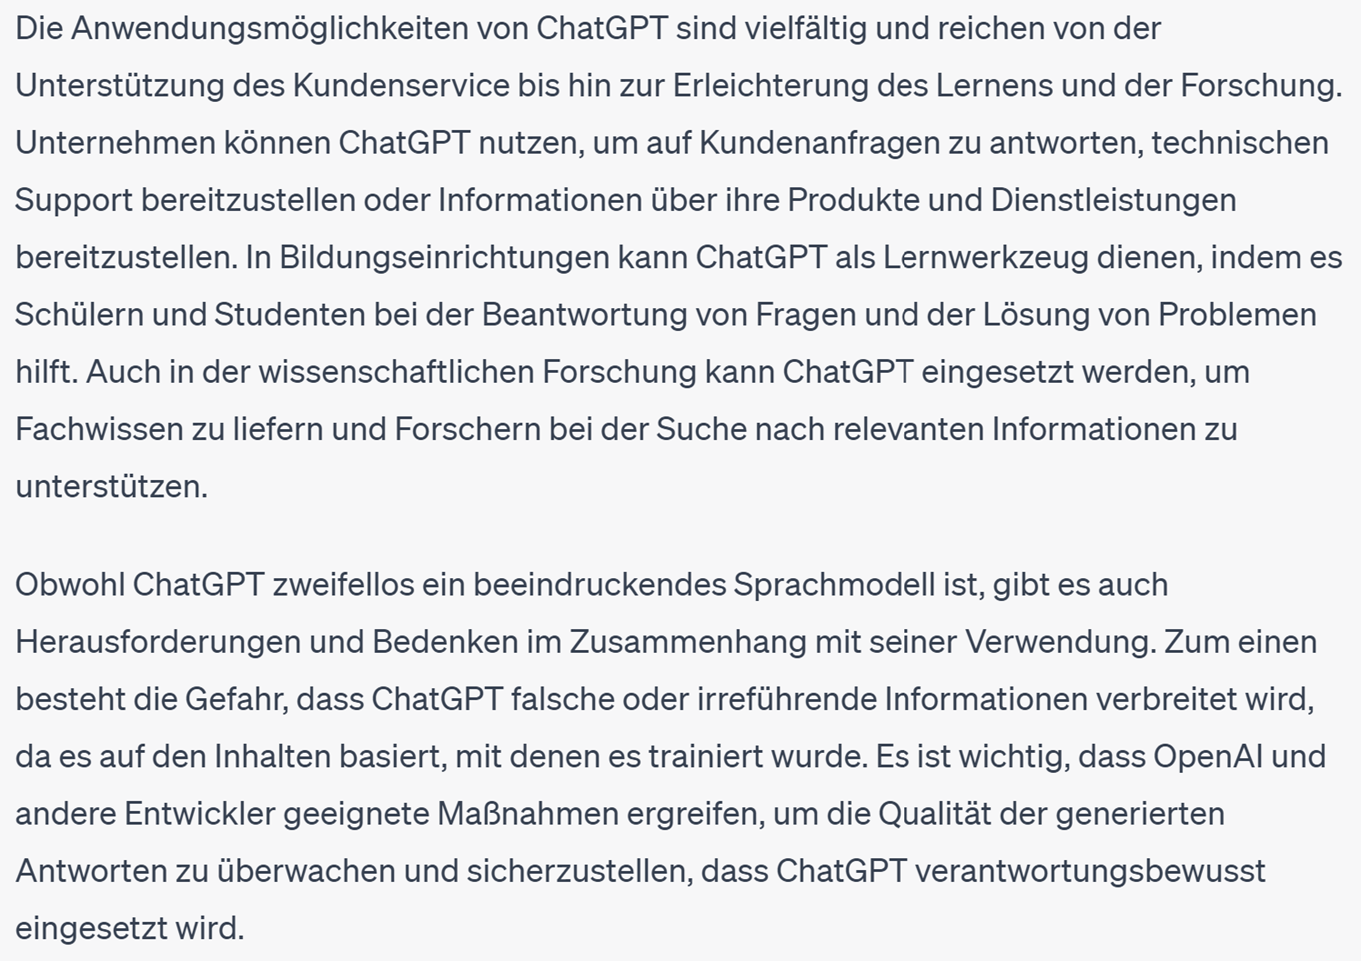 Die Anwendungsmöglichkeiten von ChatGPT sind vielfältig und reichen von der
Unterstützung des Kundenservice bis hin zur Erleichterung des Lernens und der Forschung.
Unternehmen können ChatGPT nutzen, um auf Kundenanfragen zu antworten, technischen
Support bereitzustellen oder Informationen über ihre Produkte und Dienstleistungen
bereitzustellen. In Bildungseinrichtungen kann ChatGPT als Lernwerkzeug dienen, indem es
Schülern und Studenten bei der Beantwortung von Fragen und der Lösung von Problemen
hilft. Auch in der wissenschaftlichen Forschung kann ChatGPT eingesetzt werden, um
Fachwissen zu liefern und Forschern bei der Suche nach relevanten Informationen zu
unterstützen.
Obwohl ChatGPT zweifellos ein beeindruckendes Sprachmodell ist, gibt es auch
Herausforderungen und Bedenken im Zusammenhang mit seiner Verwendung. Zum einen
besteht die Gefahr, dass ChatGPT falsche oder irreführende Informationen verbreitet wird,
da es auf den Inhalten basiert, mit denen es trainiert wurde. Es ist wichtig, dass OpenAI und
andere Entwickler geeignete Maßnahmen ergreifen, um die Qualität der generierten
Antworten zu überwachen und sicherzustellen, dass ChatGPT verantwortungsbewusst
eingesetzt wird.